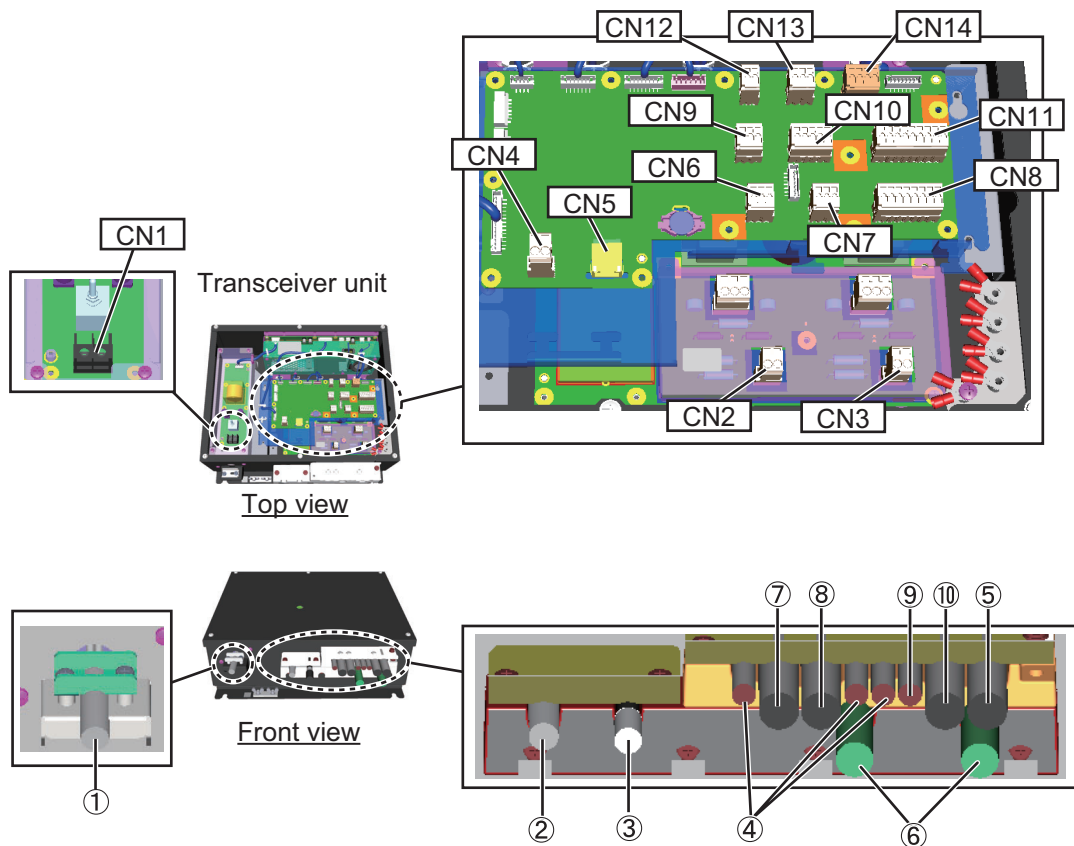 CN12 CN13 CN14
CN9 CN10 CN11
CN4 CN6 CN8
CN5 CN7
CN1
Transceiver unit
CN2 CN3
Top view
⑦ ⑧ ⑨ ⑩ ⑤
Front view
① ② ③ ④ ⑥